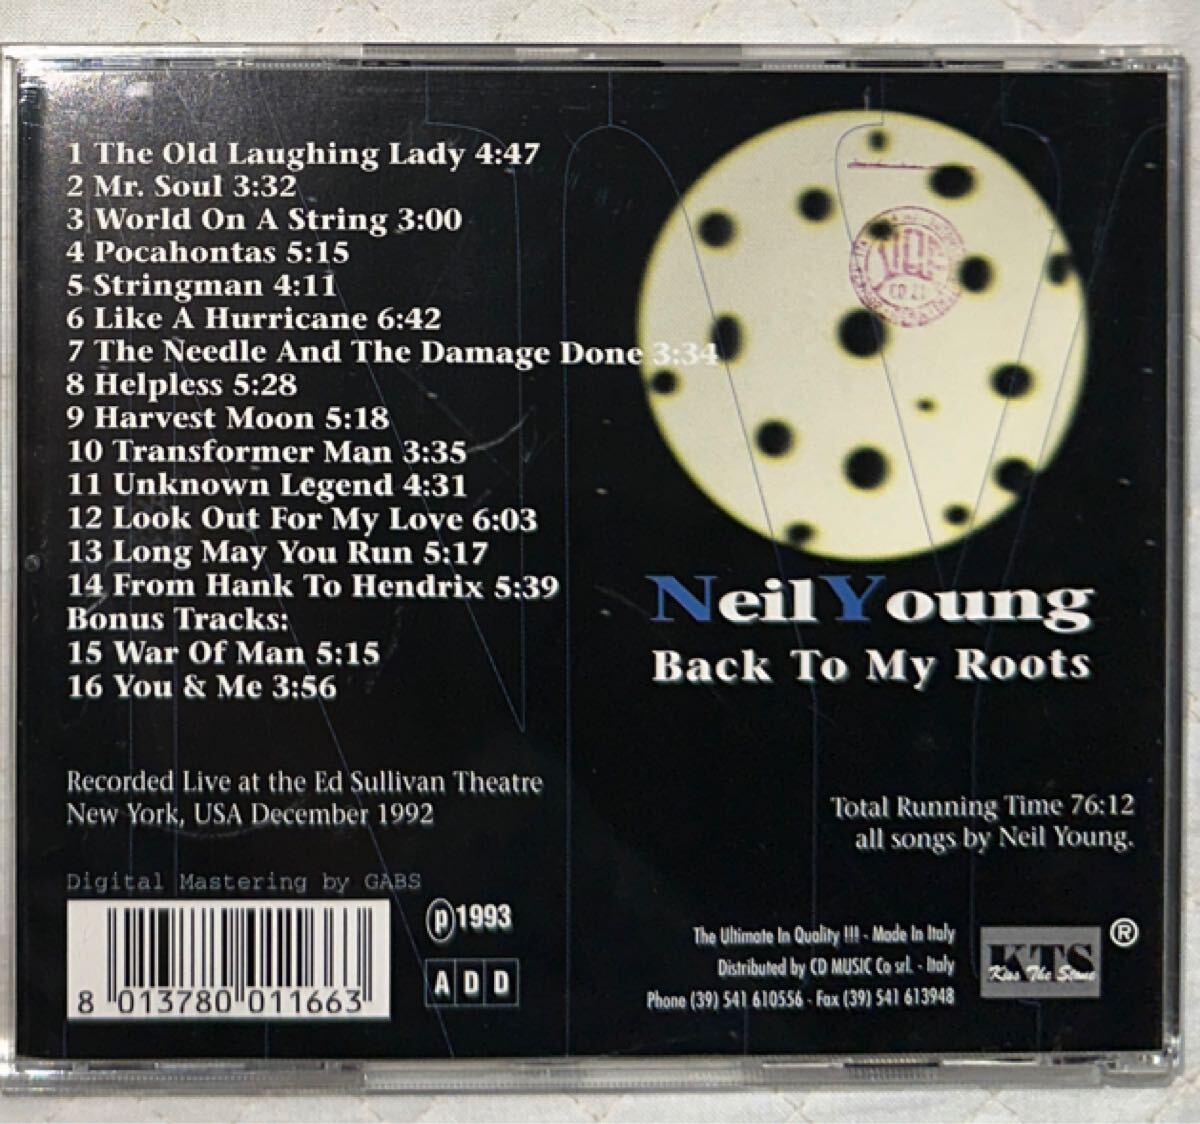 1 The Old Laughing Lady 4:47
2 Mr. Soul 3:32
3 World On A String 3:00
4 Pocahontas 5:15
5 Stringman 4:11
6 Like A Hurricane 6:42
7 The Needle And The Damage Done 3:34
8 Helpless 5:28
9 Harvest Moon 5:18
10 Transformer Man 3:35
11 Unknown Legend 4:31
12 Look Out For My Love 6:03
13 Long May You Run 5:17
14 From Hank To Hendrix 5:39
Bonus Tracks:
15 War Of Man 5:15
16 You & Me 3:56
Neil Young
Back To My Roots
Recorded Live at the Ed Sullivan Theatre
New York, USA December 1992
Total Running Time 76:12
all songs by Neil Young.
Digital Mastering by GABS
8 013780 011663
℗1993
ADD
The Ultimate In Quality !!! - Made In Italy
Distributed by CD MUSIC Co srl. - Italy
Phone (39) 541 610556 - Fax (39) 541 613948
KTS ®
Kiss The Stone